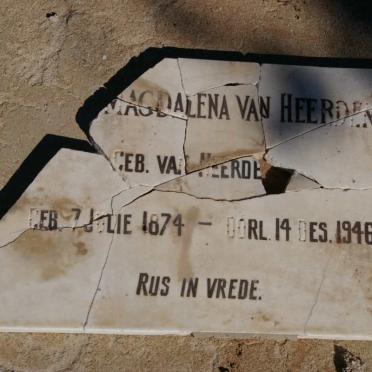 MAGDALENA VAN HEERDEN
GEB. VAN HEERDE
GEB. 7 JULIE 1874 – OORL. 14 DES. 1946
RUS IN VREDE.